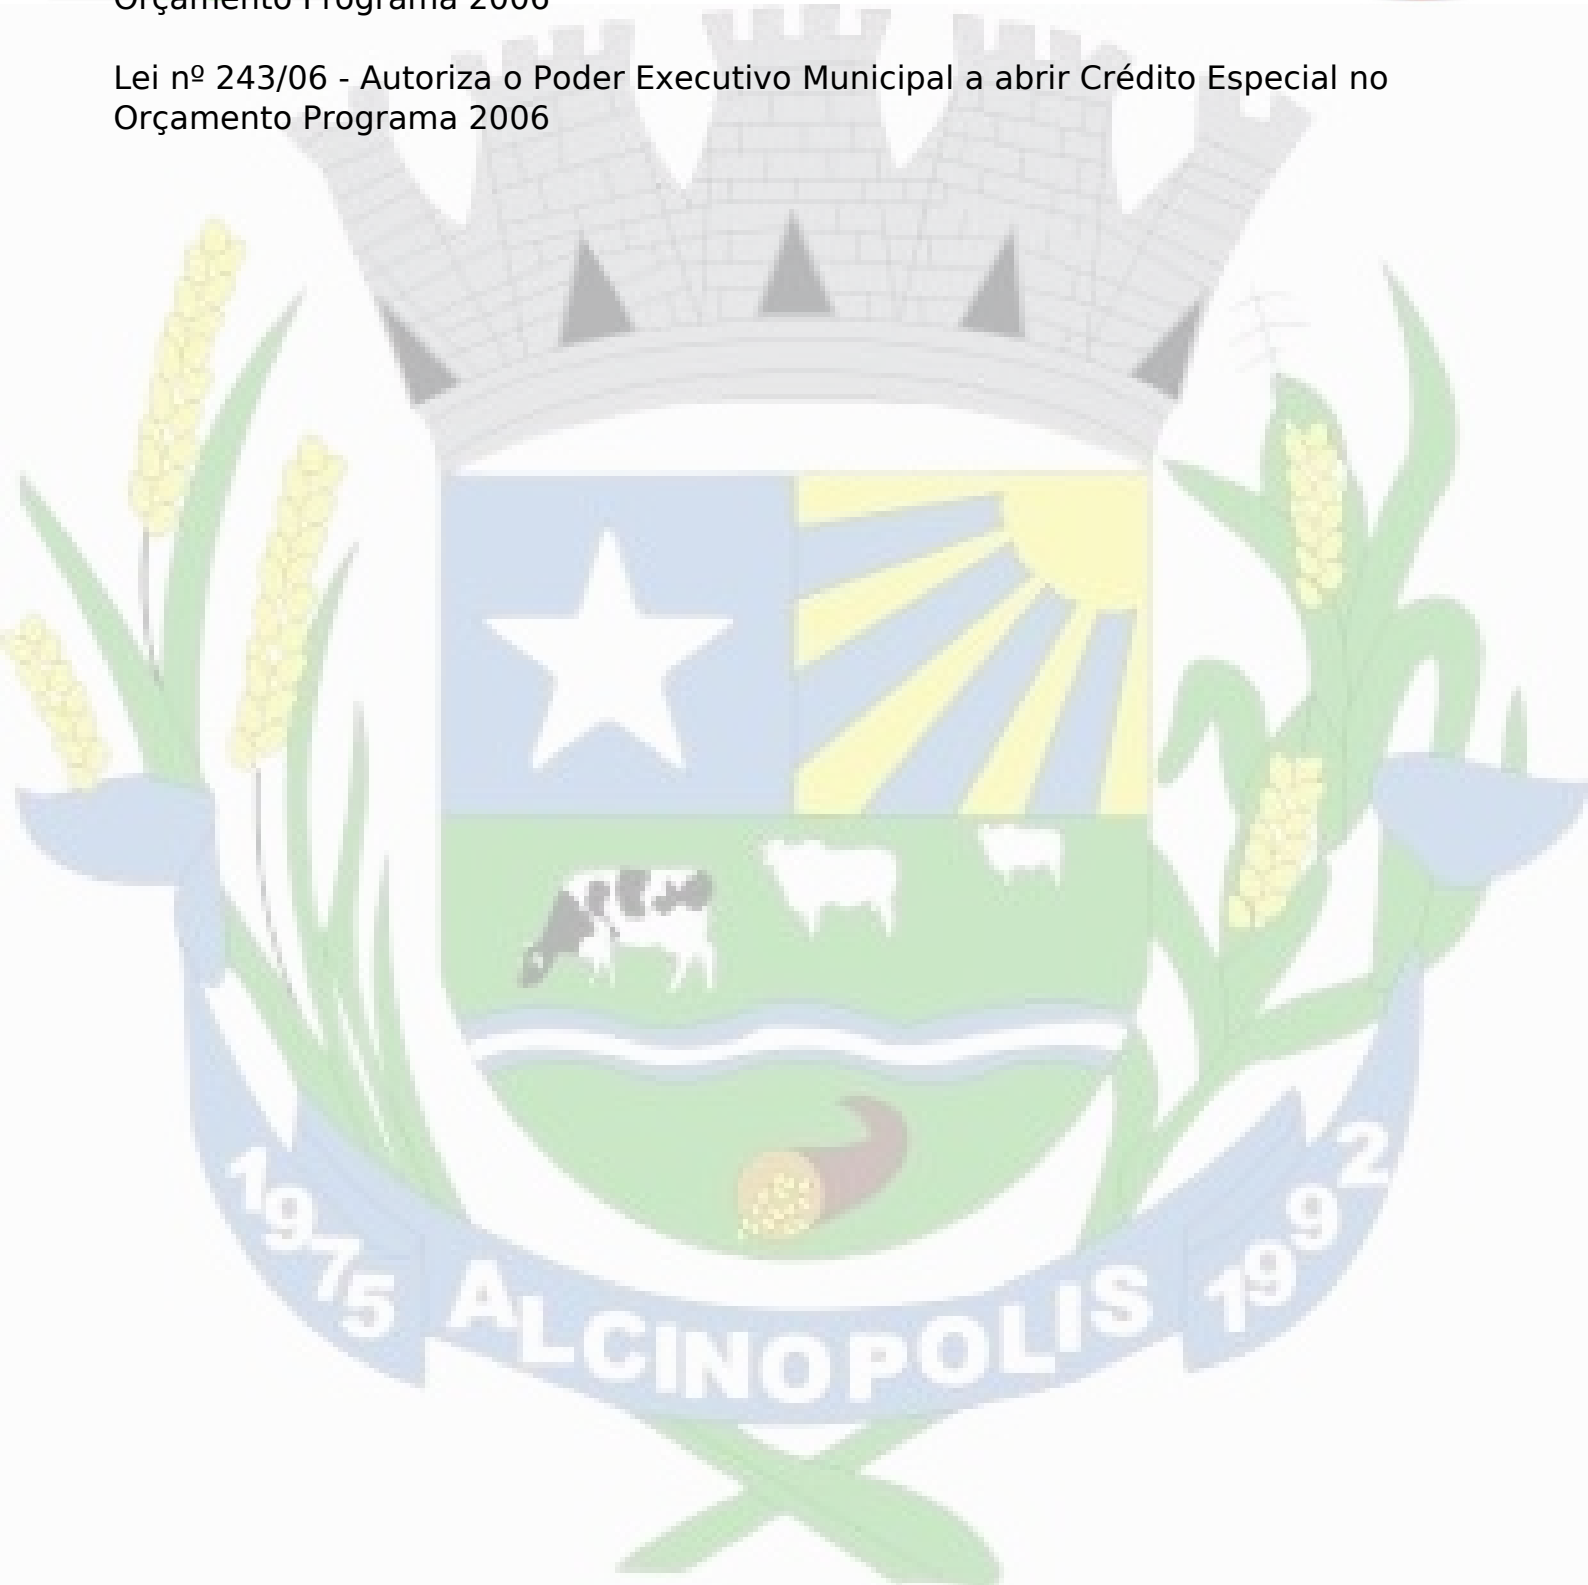 Orçamento Programa 2006
Lei nº 243/06 - Autoriza o Poder Executivo Municipal a abrir Crédito Especial no
Orçamento Programa 2006
1975 ALCINOPOLIS 1992